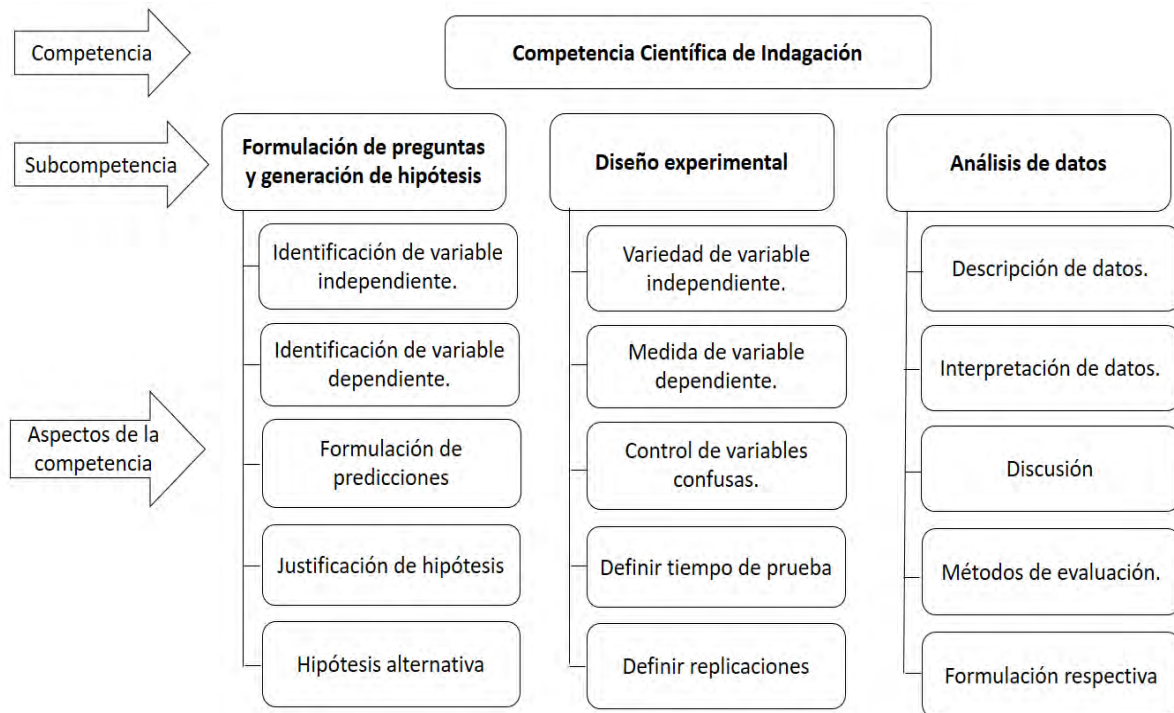 Competencia
Competencia Científica de Indagación
Subcompetencia
Formulación de preguntas
y generación de hipótesis
Diseño experimental
Análisis de datos
Aspectos de la
competencia
Identificación de variable
independiente.
Identificación de variable
dependiente.
Formulación de
predicciones
Justificación de hipótesis
Hipótesis alternativa
Variedad de variable
independiente.
Medida de variable
dependiente.
Control de variables
confusas.
Definir tiempo de prueba
Definir replicaciones
Descripción de datos.
Interpretación de datos.
Discusión
Métodos de evaluación.
Formulación respectiva